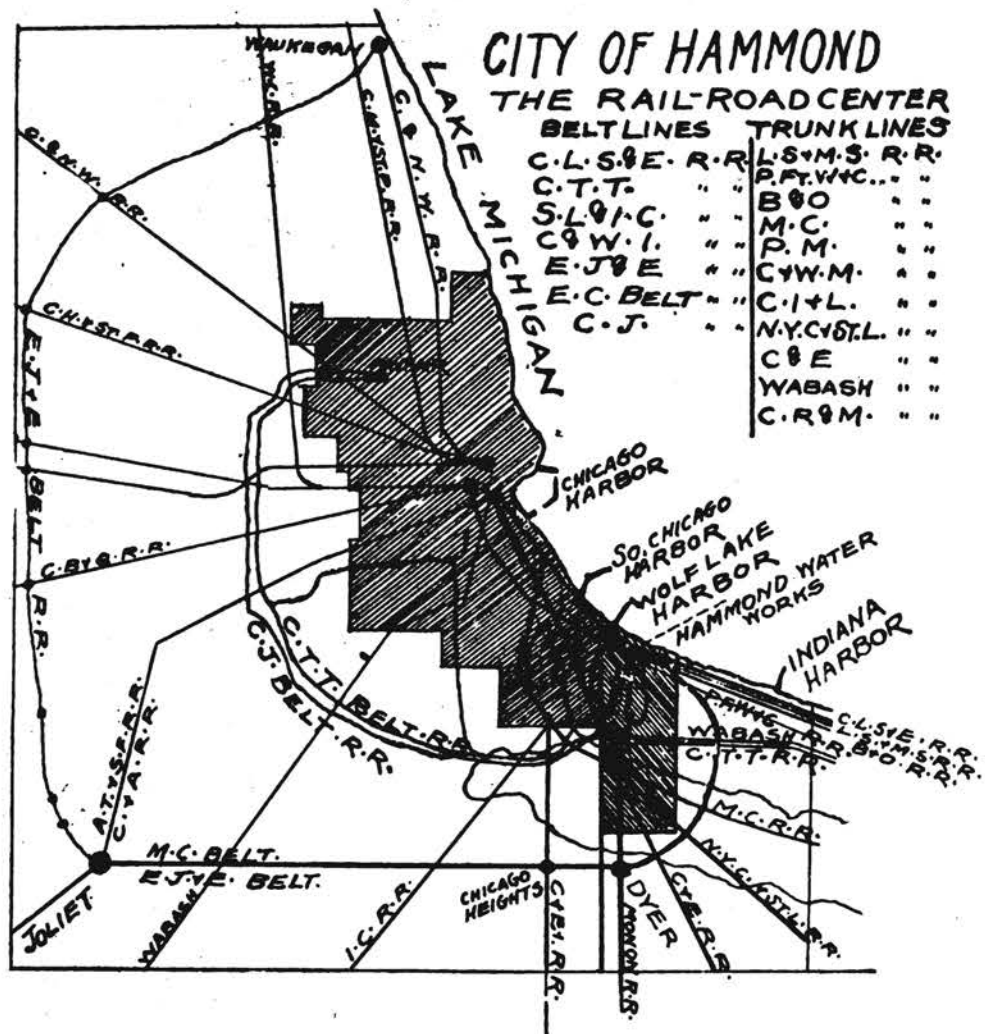 CITY OF HAMMOND
THE RAIL-ROAD CENTER
BELT LINES
C.L.S.&E. R.R.
C.T.T. " "
S.L.&I.C. " "
C&W.I. " "
E.J&E " "
E.C. BELT " "
C.J. " "
TRUNK LINES
L.S+M.S. R.R.
P.FT.W+C. " "
B&O " "
M.C. " "
P.M. " "
C+W.M. " "
C.I+L. " "
N.Y.C+ST.L. " "
C&E " "
WABASH " "
C.R&M. " "
WAUKEGAN
LAKE MICHIGAN
W.C.R.R.
C.M.+ST.P.R.R.
C. & N.W. R.R.
C.&N.W.R.R.
C.M.+ST.P.R.R.
E.J+E BELT R.R.
C.B+Q.R.R.
CHICAGO
HARBOR
SO. CHICAGO
HARBOR
WOLF LAKE
HARBOR
HAMMOND WATER
WORKS
INDIANA
HARBOR
C.T.T. BELT R.R.
C.J. BELT R.R.
A.T.+S.F.R.R.
C.+A.R.R.
P.F.W+C R.R.
C.L.S+E.R.R.
L.S+M.S.R.R.
B+O R.R.
WABASH R.R.
C.T.T.R.R.
M.C.R.R.
N.Y.C.+ST.L.R.R.
M.C. BELT.
E.J+E. BELT.
JOLIET
WABASH
I.C.R.R.
CHICAGO
HEIGHTS
C+EI R.R.
DYER
MONON R.R.
C+E.R.R.